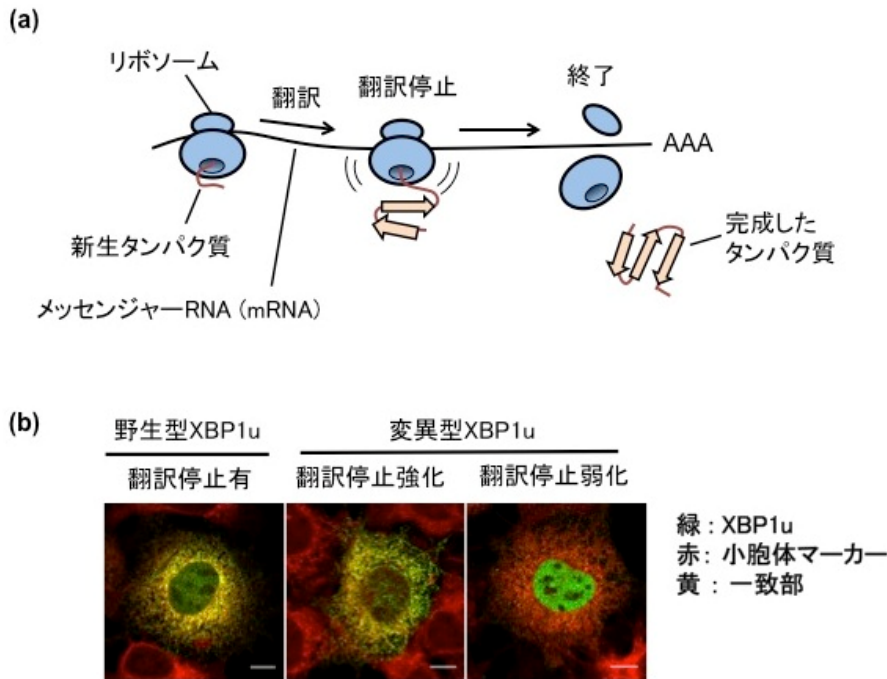 (a)
リボソーム
翻訳
翻訳停止
終了
AAA
新生タンパク質
完成した
タンパク質
メッセンジャーRNA（mRNA）
(b)
野生型XBP1u
変異型XBP1u
翻訳停止有
翻訳停止強化
翻訳停止弱化
緑：XBP1u
赤：小胞体マーカー
黄：一致部